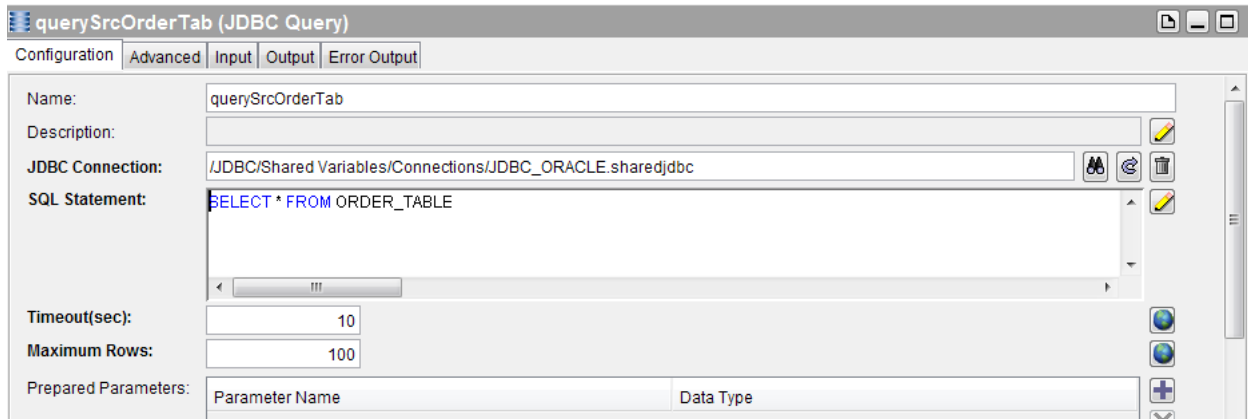 querySrcOrderTab (JDBC Query)
Configuration Advanced Input Output Error Output
Name: querySrcOrderTab
Description:
JDBC Connection: /JDBC/Shared Variables/Connections/JDBC_ORACLE.sharedjdbc
SQL Statement: SELECT * FROM ORDER_TABLE
Timeout(sec): 10
Maximum Rows: 100
Prepared Parameters: Parameter Name Data Type